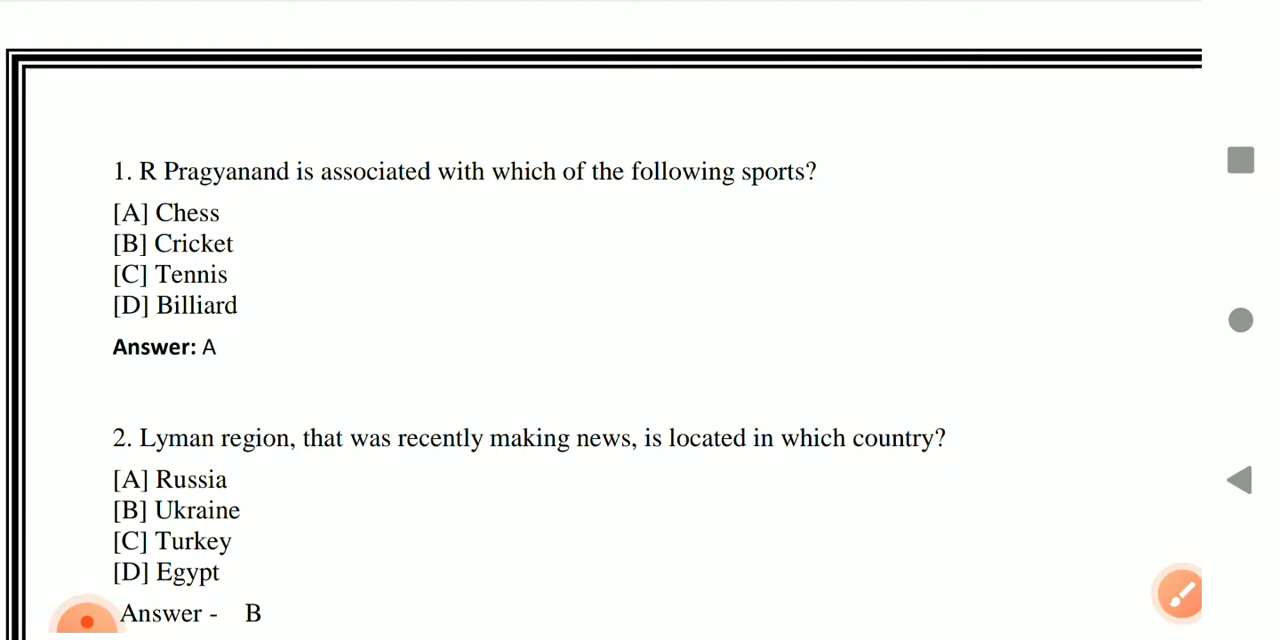 1. R Pragyanand is associated with which of the following sports?
[A] Chess
[B] Cricket
[C] Tennis
[D] Billiard
Answer: A
2. Lyman region, that was recently making news, is located in which country?
[A] Russia
[B] Ukraine
[C] Turkey
[D] Egypt
Answer - B